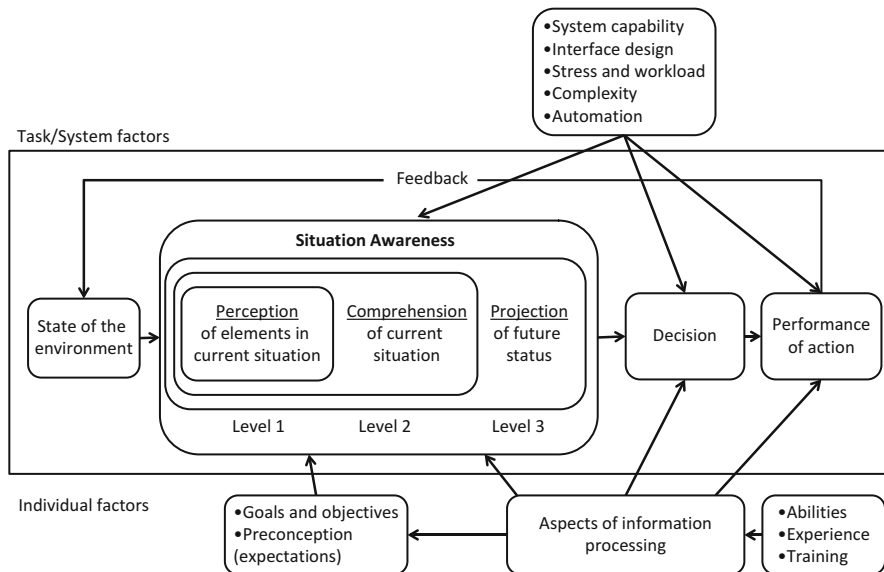 •System capability
•Interface design
•Stress and workload
•Complexity
•Automation
Task/System factors
Feedback
Situation Awareness
State of the
environment
Perception
of elements in
current situation
Comprehension
of current
situation
Projection
of future
status
Level 1
Level 2
Level 3
Decision
Performance
of action
Individual factors
•Goals and objectives
•Preconception
(expectations)
Aspects of information
processing
•Abilities
•Experience
•Training